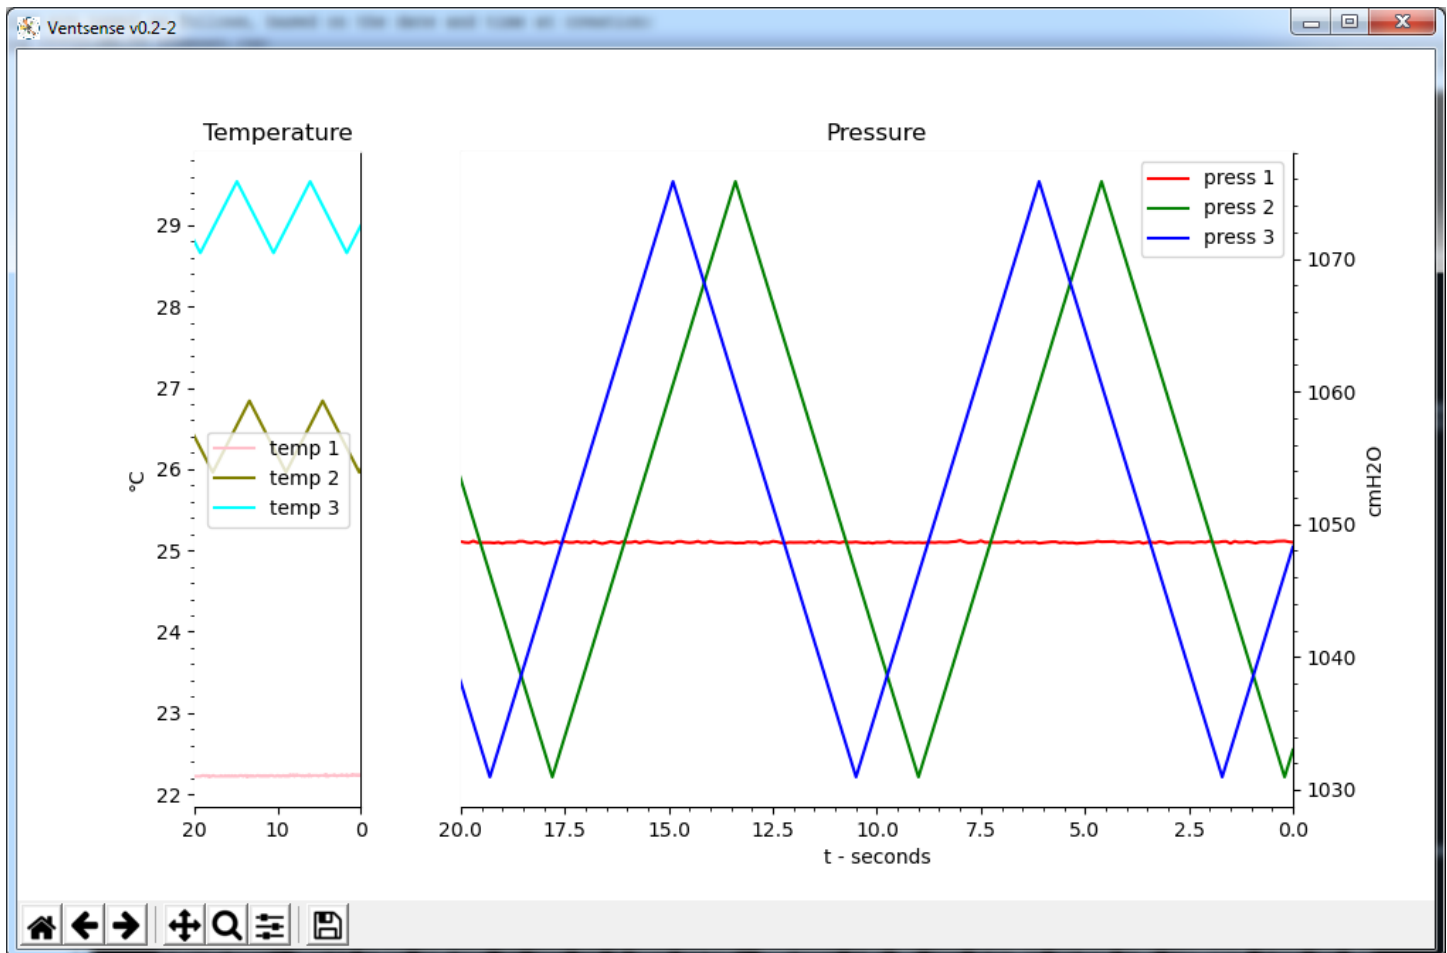 Ventsense v0.2-2
Temperature
Pressure
29
28
27
26
25
24
23
22
°C
temp 1
temp 2
temp 3
20 10 0
press 1
press 2
press 3
1070
1060
1050
1040
1030
cmH2O
20.0 17.5 15.0 12.5 10.0 7.5 5.0 2.5 0.0
t - seconds